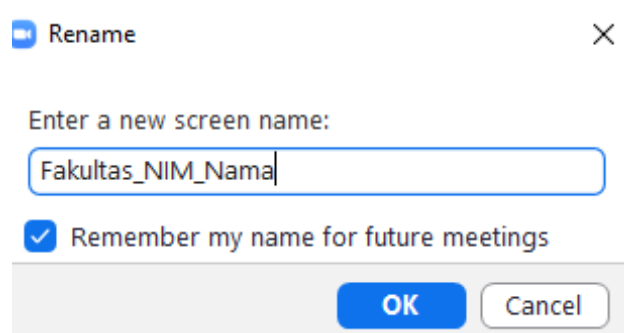 Rename
Enter a new screen name:
Fakultas_NIM_Nama
Remember my name for future meetings
OK Cancel